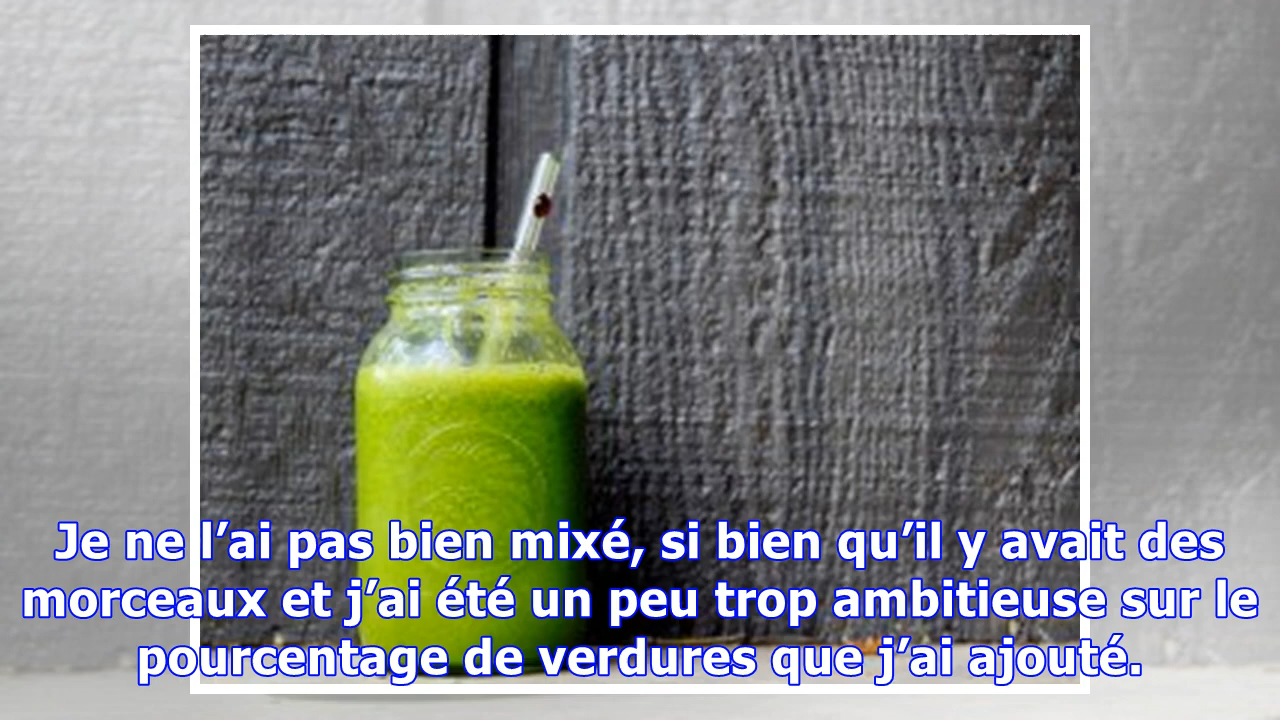 Je ne l’ai pas bien mixé, si bien qu’il y avait des
morceaux et j’ai été un peu trop ambitieuse sur le
pourcentage de verdures que j’ai ajouté.